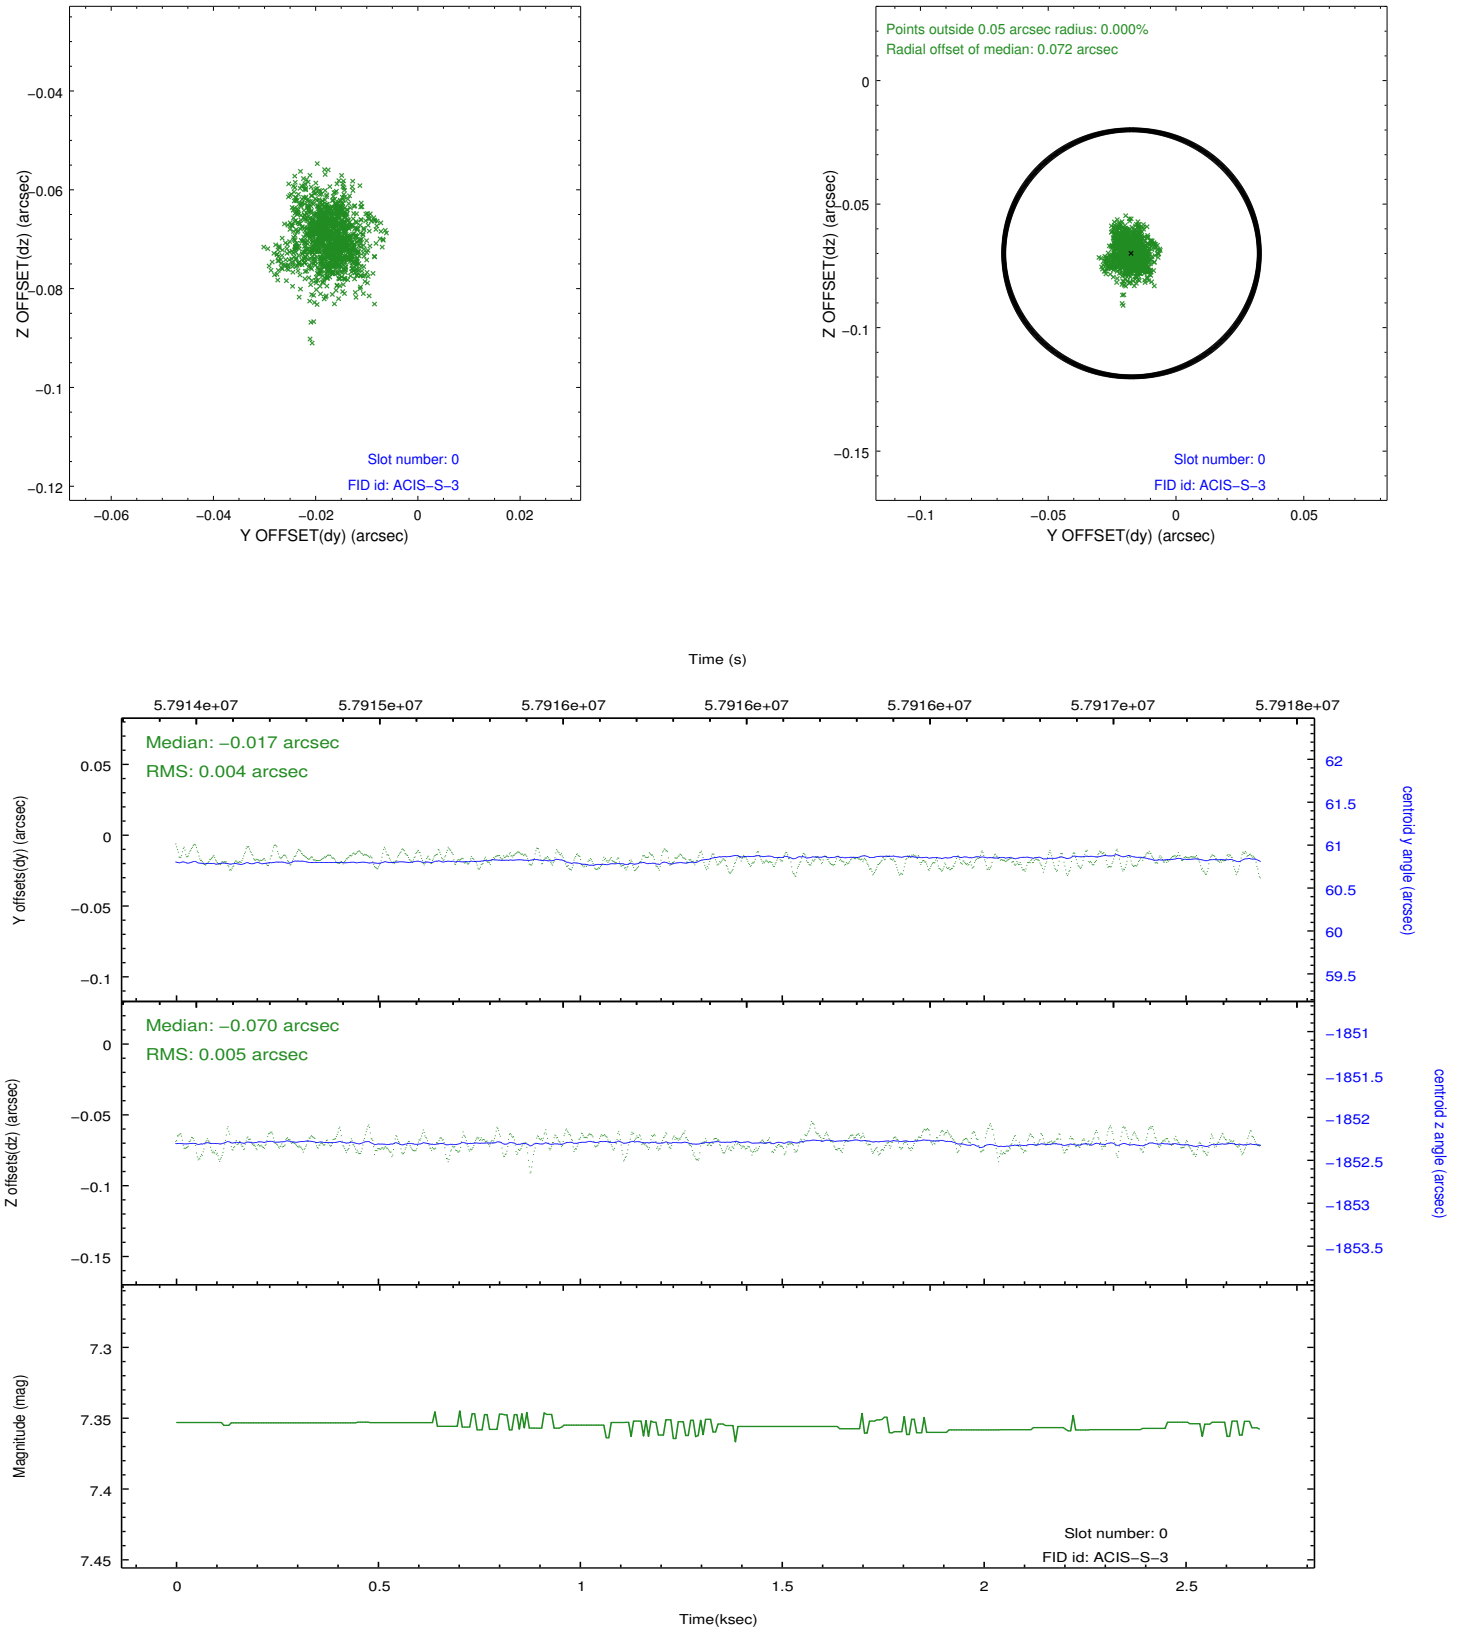 −0.04
−0.06
−0.08
−0.1
−0.12
Z OFFSET(dz) (arcsec)
Slot number: 0
FID id: ACIS−S−3
−0.06
−0.04
−0.02
0
0.02
Y OFFSET(dy) (arcsec)
Points outside 0.05 arcsec radius: 0.000%
Radial offset of median: 0.072 arcsec
0
−0.05
−0.1
−0.15
Z OFFSET(dz) (arcsec)
Slot number: 0
FID id: ACIS−S−3
−0.1
−0.05
0
0.05
Y OFFSET(dy) (arcsec)
Time (s)
5.7914e+07
5.7915e+07
5.7916e+07
5.7916e+07
5.7916e+07
5.7917e+07
5.7918e+07
Median: −0.017 arcsec
RMS: 0.004 arcsec
0.05
0
−0.05
−0.1
Y offsets(dy) (arcsec)
62
61.5
61
60.5
60
59.5
centroid y angle (arcsec)
Median: −0.070 arcsec
RMS: 0.005 arcsec
0
−0.05
−0.1
−0.15
Z offsets(dz) (arcsec)
−1851
−1851.5
−1852
−1852.5
−1853
−1853.5
centroid z angle (arcsec)
7.3
7.35
7.4
7.45
Magnitude (mag)
Slot number: 0
FID id: ACIS−S−3
0
0.5
1
1.5
2
2.5
Time(ksec)